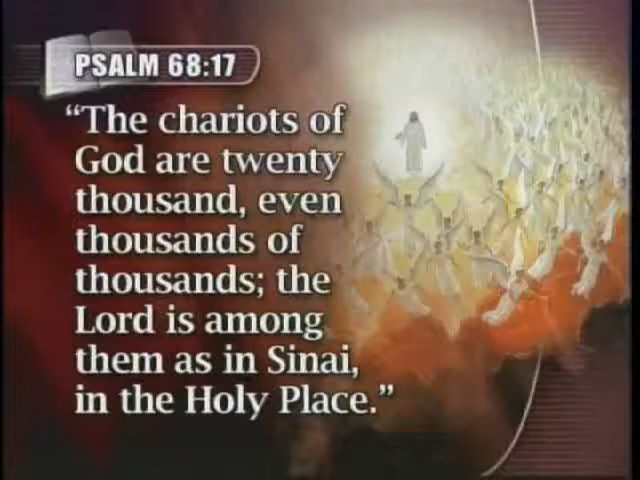 PSALM 68:17
“The chariots of
God are twenty
thousand, even
thousands of
thousands; the
Lord is among
them as in Sinai,
in the Holy Place.”